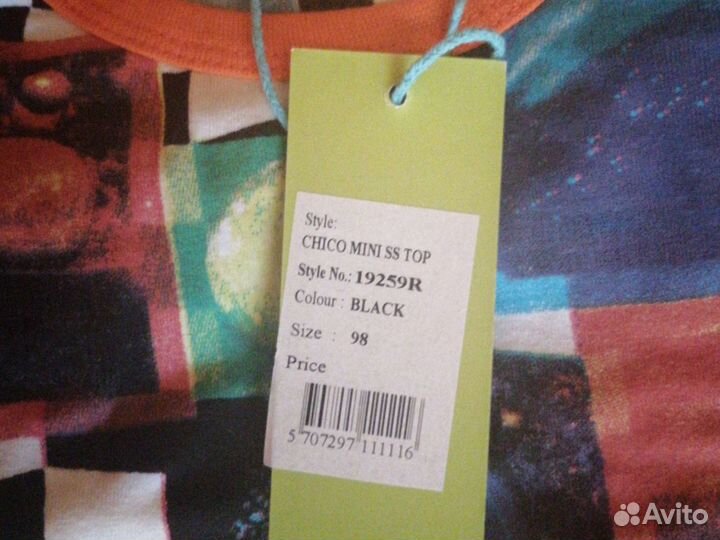 Style:
CHICO MINI SS TOP
Style No.: 19259R
Colour : BLACK
Size : 98
Price
5 707297 111116
Avito